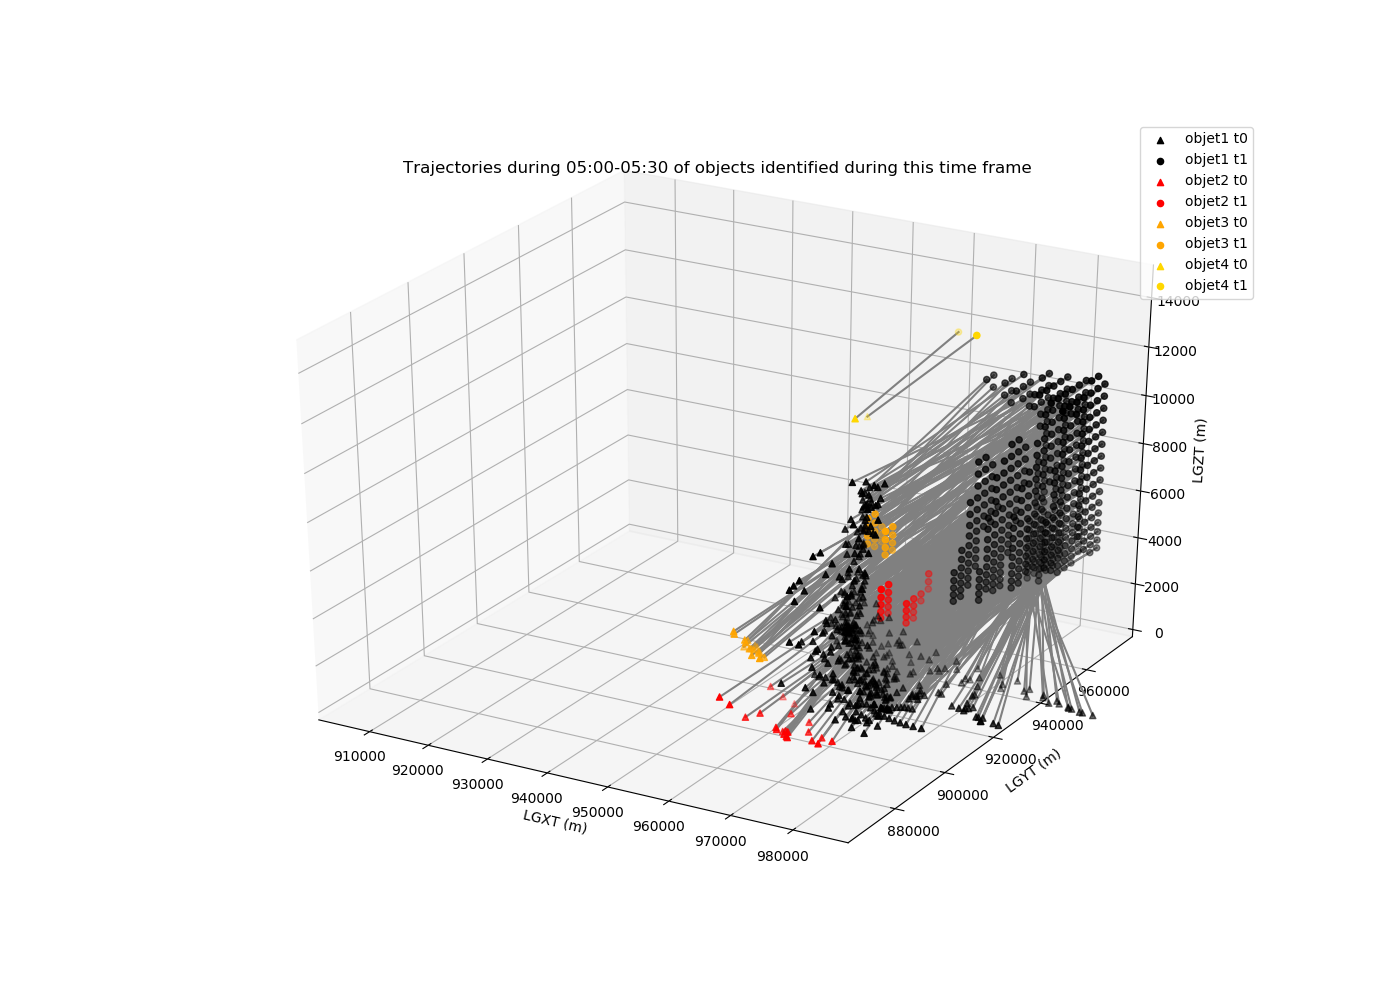 Trajectories during 05:00-05:30 of objects identified during this time frame
objet1 t0
objet1 t1
objet2 t0
objet2 t1
objet3 t0
objet3 t1
objet4 t0
objet4 t1
14000
12000
10000
8000
6000
4000
2000
0
LGZT (m)
960000
940000
920000
900000
880000
LGYT (m)
910000
920000
930000
940000
950000
960000
970000
980000
LGXT (m)